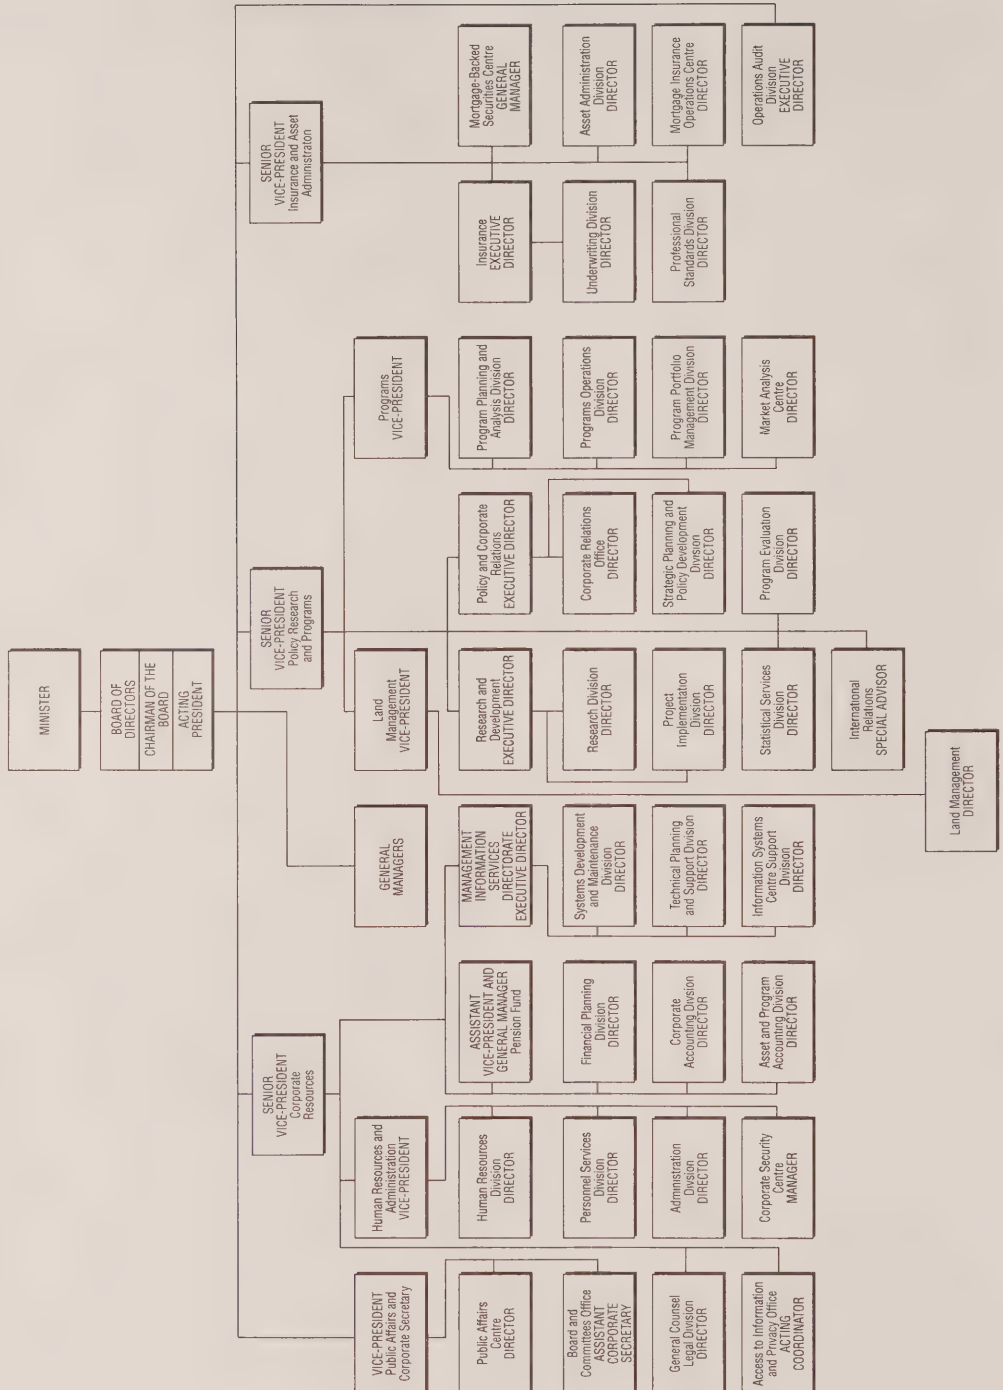 MINISTER
BOARD OF
DIRECTORS
CHAIRMAN OF THE
BOARD
ACTING
PRESIDENT
VICE-PRESIDENT
Public Affairs and
Corporate Secretary
Public Affairs
Centre
DIRECTOR
Board and
Committees Office
ASSISTANT
CORPORATE
SECRETARY
General Counsel
Legal Division
DIRECTOR
Access to Information
and Privacy Office
ACTING
COORDINATOR
SENIOR
VICE-PRESIDENT
Corporate
Resources
Human Resources and
Administration
VICE-PRESIDENT
Human Resources
Division
DIRECTOR
Personnel Services
Division
DIRECTOR
Administration
Divsion
DIRECTOR
Corporate Security
Centre
MANAGER
ASSISTANT
VICE-PRESIDENT AND
GENERAL MANAGER
Pension Fund
Financial Planning
Division
DIRECTOR
Corporate
Accounting Divsion
DIRECTOR
Asset and Program
Accounting Division
DIRECTOR
GENERAL
MANAGERS
MANAGEMENT
INFORMATION
SERVICES
DIRECTORATE
EXECUTIVE DIRECTOR
Systems Development
and Maintenance
Division
DIRECTOR
Technical Planning
and Support Division
DIRECTOR
Information Systems
Centre Support
Division
DIRECTOR
SENIOR
VICE-PRESIDENT
Policy Research
and Programs
Land
Management
VICE-PRESIDENT
Research and
Development
EXECUTIVE DIRECTOR
Research Division
DIRECTOR
Project
Implementation
Division
DIRECTOR
Statistical Services
Division
DIRECTOR
International
Relations
SPECIAL ADVISOR
Land Management
DIRECTOR
Policy and Corporate
Relations
EXECUTIVE DIRECTOR
Corporate Relations
Office
DIRECTOR
Strategic Planning and
Policy Development
Division
DIRECTOR
Program Evaluation
Division
DIRECTOR
Programs
VICE-PRESIDENT
Program Planning and
Analysis Division
DIRECTOR
Programs Operations
Division
DIRECTOR
Program Portfolio
Management Division
DIRECTOR
Market Analysis
Centre
DIRECTOR
SENIOR
VICE-PRESIDENT
Insurance and Asset
Administraton
Insurance
EXECUTIVE
DIRECTOR
Underwriting Division
DIRECTOR
Professional
Standards Division
DIRECTOR
Mortgage-Backed
Securities Centre
GENERAL
MANAGER
Asset Administration
Division
DIRECTOR
Mortgage Insurance
Operations Centre
DIRECTOR
Operations Audit
Division
EXECUTIVE
DIRECTOR